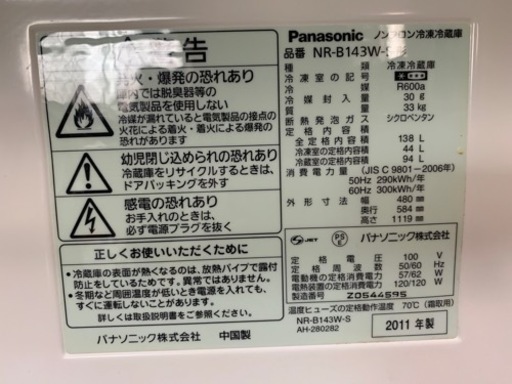 警告
発火・爆発の恐れあり
庫内では脱臭器等の
電気製品を使用しない
冷媒が漏れていると電気製品の接点の
火花による着火・着火・爆発の
恐れあり
幼児閉じ込められの恐れあり
冷蔵庫をリサイクルするときは、
ドアパッキングを外す
感電の恐れあり
お手入れのときは、
必ず電源プラグを抜く
正しくお使いいただくために
•冷蔵庫の表面が熱くなるのは、放熱パイプで露付
防止をしているためで、異常ではありません。
•冬期など周囲温度が低いときに電源を入れても、
すぐに運転しないことがあります。
詳しくは取扱説明書をご参照ください。
パナソニック株式会社 中国製
Panasonic ノンフロン冷凍冷蔵庫
品番 NR-B143W-S
種類 冷凍冷蔵庫
冷凍室の記号
冷媒 R600a
冷媒封入量 30 g
質量 33 kg
断熱発泡ガス シクロペンタン
定格内容積
全定格内容積 138 L
冷凍室の定格内容積 44 L
冷蔵室の定格内容積 94 L
消費電力量 (JIS C 9801–2006年)
50Hz 290kWh/年
60Hz 300kWh/年
外形寸法 幅 480 mm
奥行 584 mm
高さ 1119 mm
JET PS E パナソニック株式会社
定格電圧 100 V
定格周波数 50/60 Hz
電動機の定格消費電力 57/62 W
電熱装置の定格消費電力 120/120 W
製造番号 Z0544595
温度ヒューズの定格動作温度 70℃ (霜取用)
NR-B143W-S
AH-280282
2011年製